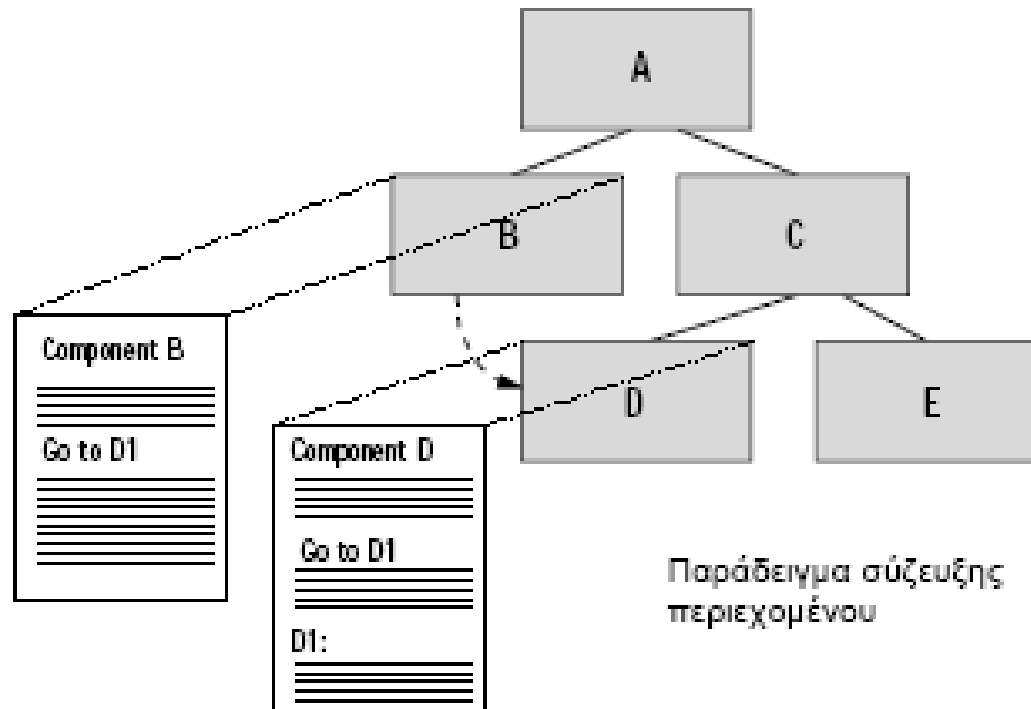 A
B
C
D
E
Component B
Go to D1
Component D
Go to D1
D1:
Παράδειγμα σύζευξης
περιεχομένου